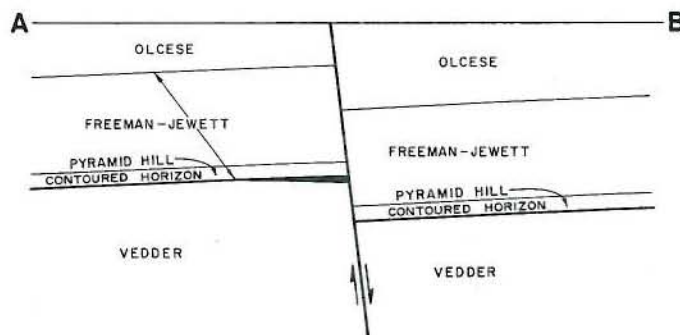 A
B
OLCESE
OLCESE
FREEMAN-JEWETT
FREEMAN-JEWETT
PYRAMID HILL
CONTOURED HORIZON
PYRAMID HILL
CONTOURED HORIZON
VEDDER
VEDDER